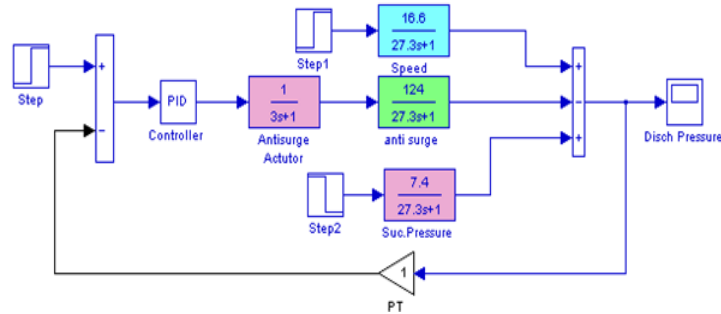 16.6
27.3s+1
Step1
Speed
+
+
Step
PID
Controller
1
3s+1
Antisurge
Actutor
124
27.3s+1
anti surge
−
−
+
Disch Pressure
7.4
27.3s+1
Step2
Suc.Pressure
1
PT